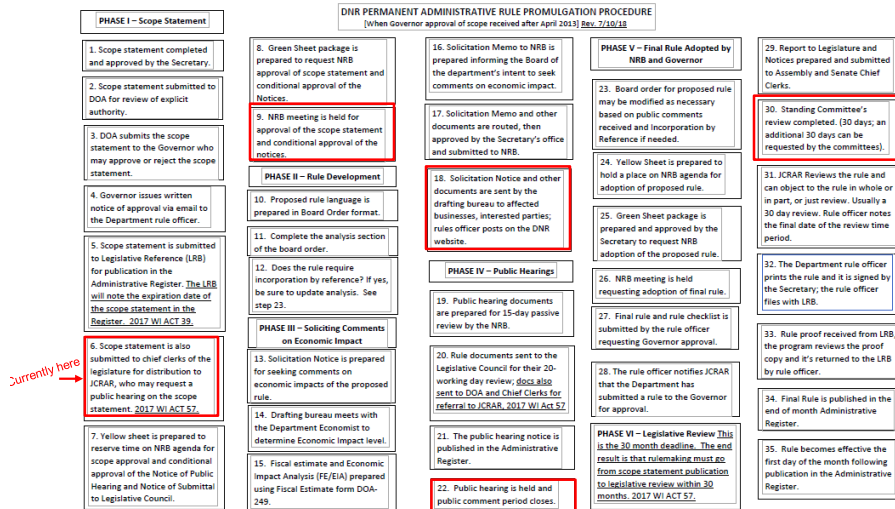 DNR PERMANENT ADMINISTRATIVE RULE PROMULGATION PROCEDURE
[When Governor approval of scope received after April 2013] Rev. 7/10/18
PHASE I – Scope Statement
1. Scope statement completed
and approved by the Secretary.
2. Scope statement submitted to
DOA for review of explicit
authority.
3. DOA submits the scope
statement to the Governor who
may approve or reject the scope
statement.
4. Governor issues written
notice of approval via email to
the Department rule officer.
5. Scope statement is submitted
to Legislative Reference (LRB)
for publication in the
Administrative Register. The LRB
will note the expiration date of
the scope statement in the
Register. 2017 WI ACT 39.
Currently here
6. Scope statement is also
submitted to chief clerks of the
legislature for distribution to
JCRAR, who may request a
public hearing on the scope
statement. 2017 WI ACT 57.
7. Yellow sheet is prepared to
reserve time on NRB agenda for
scope approval and conditional
approval of the Notice of Public
Hearing and Notice of Submittal
to Legislative Council.
8. Green Sheet package is
prepared to request NRB
approval of scope statement and
conditional approval of the
Notices.
9. NRB meeting is held for
approval of the scope statement
and conditional approval of the
notices.
PHASE II – Rule Development
10. Proposed rule language is
prepared in Board Order format.
11. Complete the analysis section
of the board order.
12. Does the rule require
incorporation by reference? If yes,
be sure to update analysis. See
step 23.
PHASE III – Soliciting Comments
on Economic Impact
13. Solicitation Notice is prepared
for seeking comments on
economic impacts of the proposed
rule.
14. Drafting bureau meets with
the Department Economist to
determine Economic Impact level.
15. Fiscal estimate and Economic
Impact Analysis (FE/EIA) prepared
using Fiscal Estimate form DOA-
249.
16. Solicitation Memo to NRB is
prepared informing the Board of
the department's intent to seek
comments on economic impact.
17. Solicitation Memo and other
documents are routed, then
approved by the Secretary's office
and submitted to NRB.
18. Solicitation Notice and other
documents are sent by the
drafting bureau to affected
businesses, interested parties;
rules officer posts on the DNR
website.
PHASE IV – Public Hearings
19. Public hearing documents
are prepared for 15-day passive
review by the NRB.
20. Rule documents sent to the
Legislative Council for their 20-
working day review; docs also
sent to DOA and Chief Clerks for
referral to JCRAR, 2017 WI Act 57
21. The public hearing notice is
published in the Administrative
Register.
22. Public hearing is held and
public comment period closes.
PHASE V – Final Rule Adopted by
NRB and Governor
23. Board order for proposed rule
may be modified as necessary
based on public comments
received and Incorporation by
Reference if needed.
24. Yellow Sheet is prepared to
hold a place on NRB agenda for
adoption of proposed rule.
25. Green Sheet package is
prepared and approved by the
Secretary to request NRB
adoption of the proposed rule.
26. NRB meeting is held
requesting adoption of final rule.
27. Final rule and rule checklist is
submitted by the rule officer
requesting Governor approval.
28. The rule officer notifies JCRAR
that the Department has
submitted a rule to the Governor
for approval.
PHASE VI – Legislative Review This
is the 30 month deadline. The end
result is that rulemaking must go
from scope statement publication
to legislative review within 30
months. 2017 WI ACT 57.
29. Report to Legislature and
Notices prepared and submitted
to Assembly and Senate Chief
Clerks.
30. Standing Committee's
review completed. (30 days; an
additional 30 days can be
requested by the committees).
31. JCRAR Reviews the rule and
can object to the rule in whole or
in part, or just review. Usually a
30 day review. Rule officer notes
the final date of the review time
period.
32. The Department rule officer
prints the rule and it is signed by
the Secretary; the rule officer
files with LRB.
33. Rule proof received from LRB,
the program reviews the proof
copy and it's returned to the LRB
by rule officer.
34. Final Rule is published in the
end of month Administrative
Register.
35. Rule becomes effective the
first day of the month following
publication in the Administrative
Register.